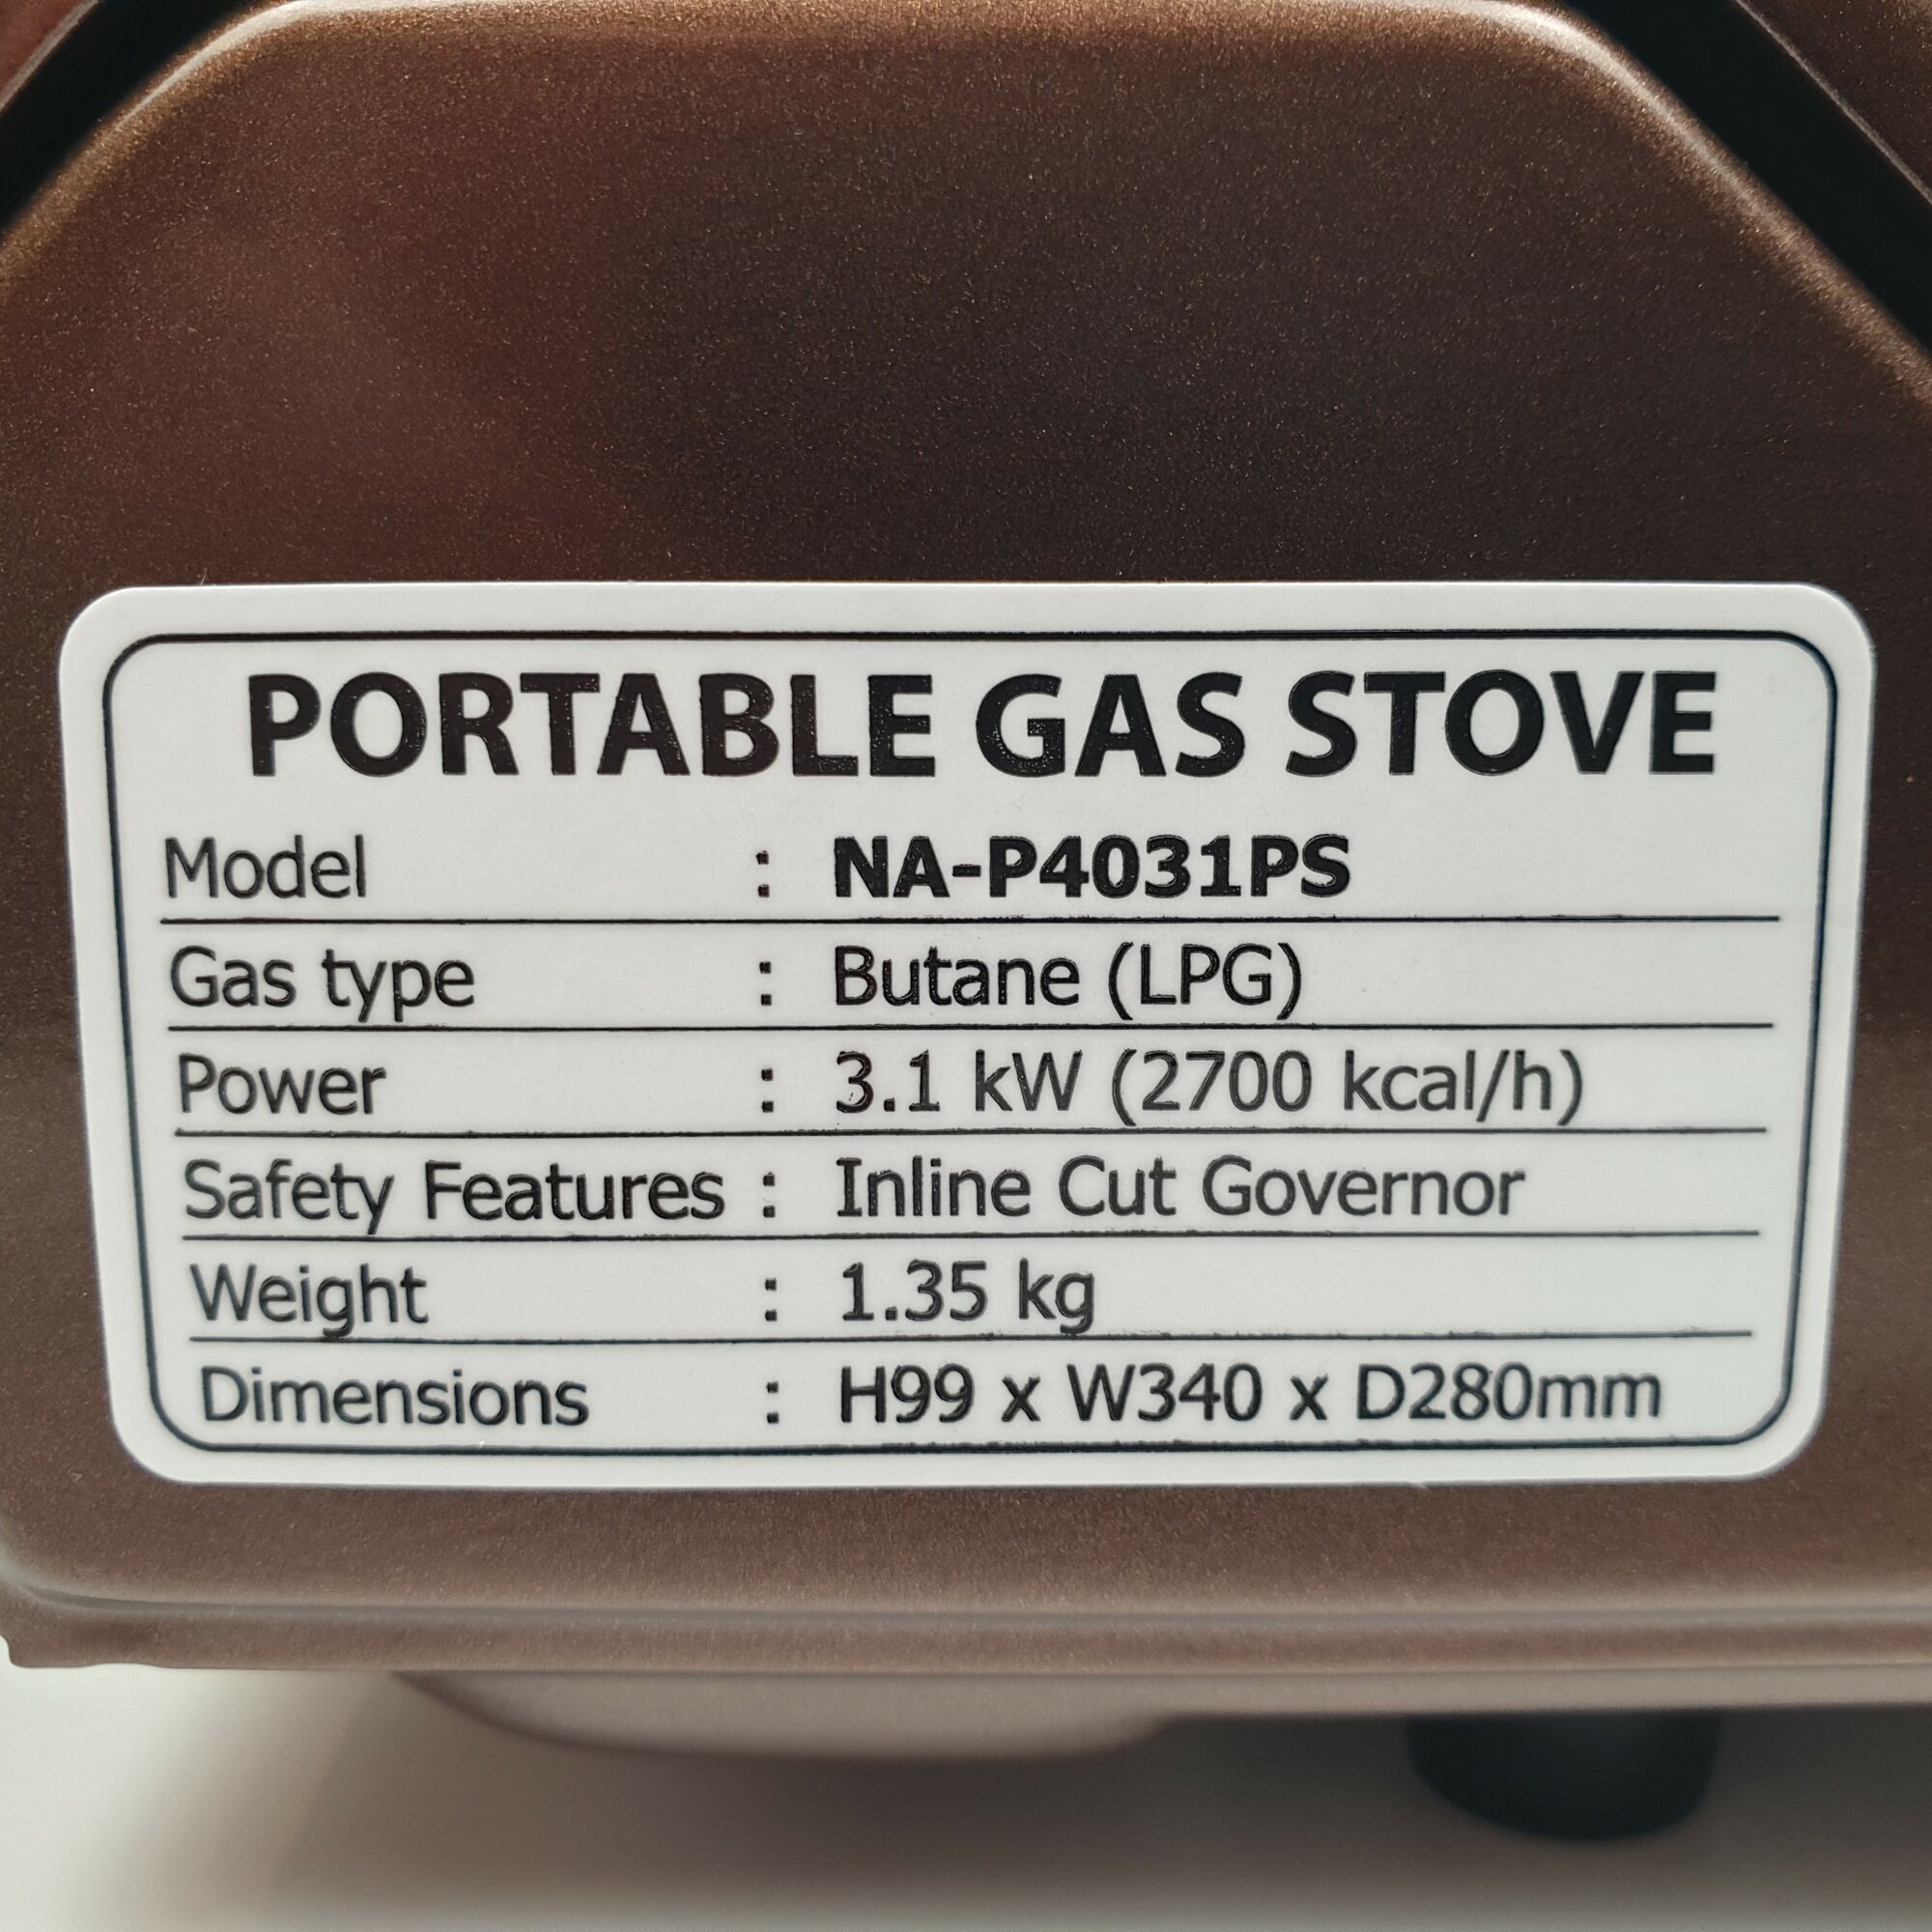 PORTABLE GAS STOVE
Model : NA-P4031PS
Gas type : Butane (LPG)
Power : 3.1 kW (2700 kcal/h)
Safety Features : Inline Cut Governor
Weight : 1.35 kg
Dimensions : H99 x W340 x D280mm